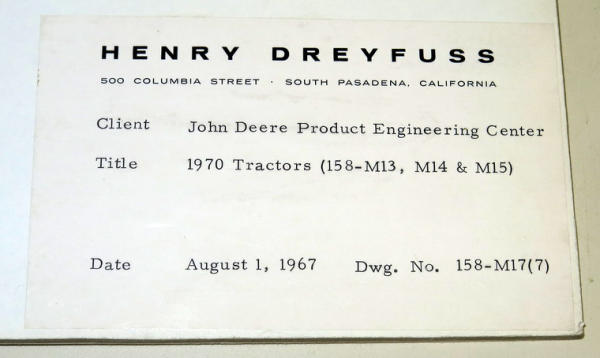 HENRY DREYFUSS
500 COLUMBIA STREET · SOUTH PASADENA, CALIFORNIA
Client John Deere Product Engineering Center
Title 1970 Tractors (158-M13, M14 & M15)
Date August 1, 1967 Dwg. No. 158-M17(7)